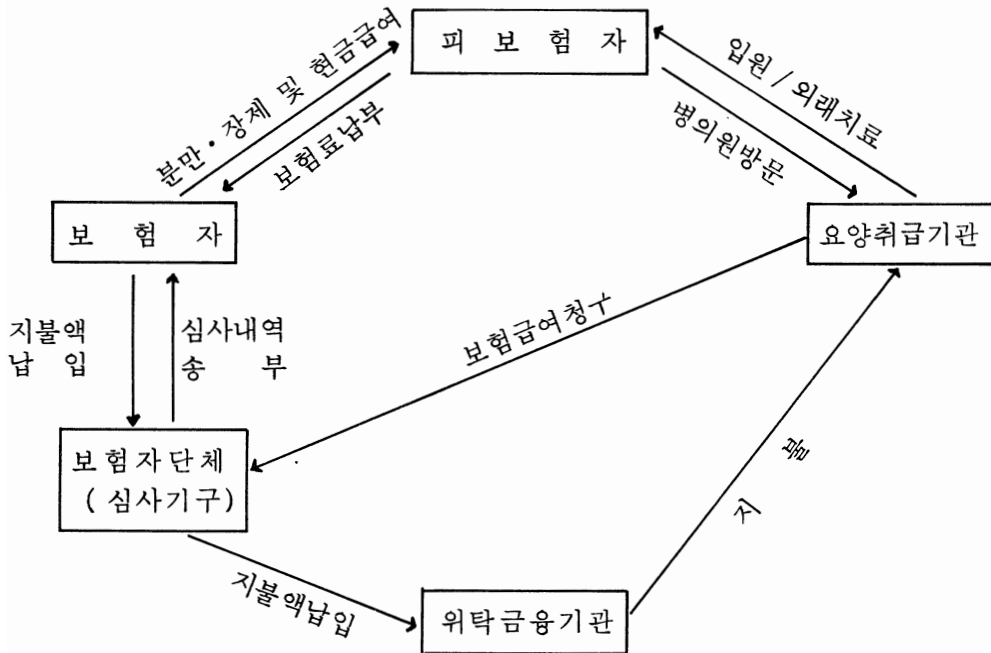 피 보 험 자
분만·장제 및 현금급여
보험료납부
입원/외래치료
병의원방문
보 험 자
요양취급기관
지불액
납 입
심사내역
송 부
보험급여청구
보험자단체
(심사기구)
지 불
지불액납입
위탁금융기관